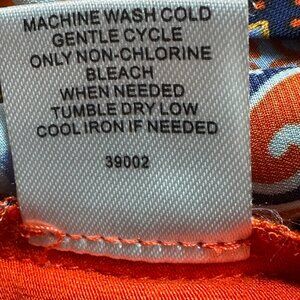 MACHINE WASH COLD
GENTLE CYCLE
ONLY NON-CHLORINE
BLEACH
WHEN NEEDED
TUMBLE DRY LOW
COOL IRON IF NEEDED
39002